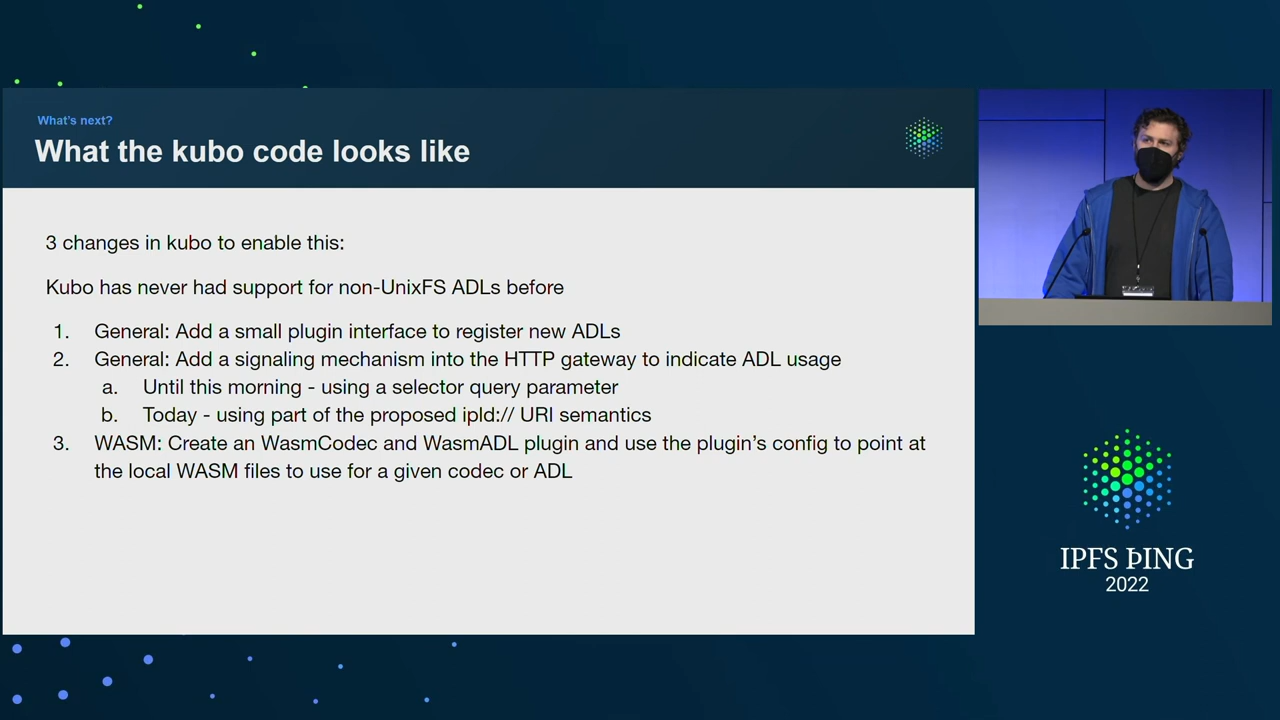 What's next?
What the kubo code looks like
3 changes in kubo to enable this:
Kubo has never had support for non-UnixFS ADLs before
1. General: Add a small plugin interface to register new ADLs
2. General: Add a signaling mechanism into the HTTP gateway to indicate ADL usage
a. Until this morning - using a selector query parameter
b. Today - using part of the proposed ipld:// URI semantics
3. WASM: Create an WasmCodec and WasmADL plugin and use the plugin's config to point at
the local WASM files to use for a given codec or ADL
IPFS ÞING
2022